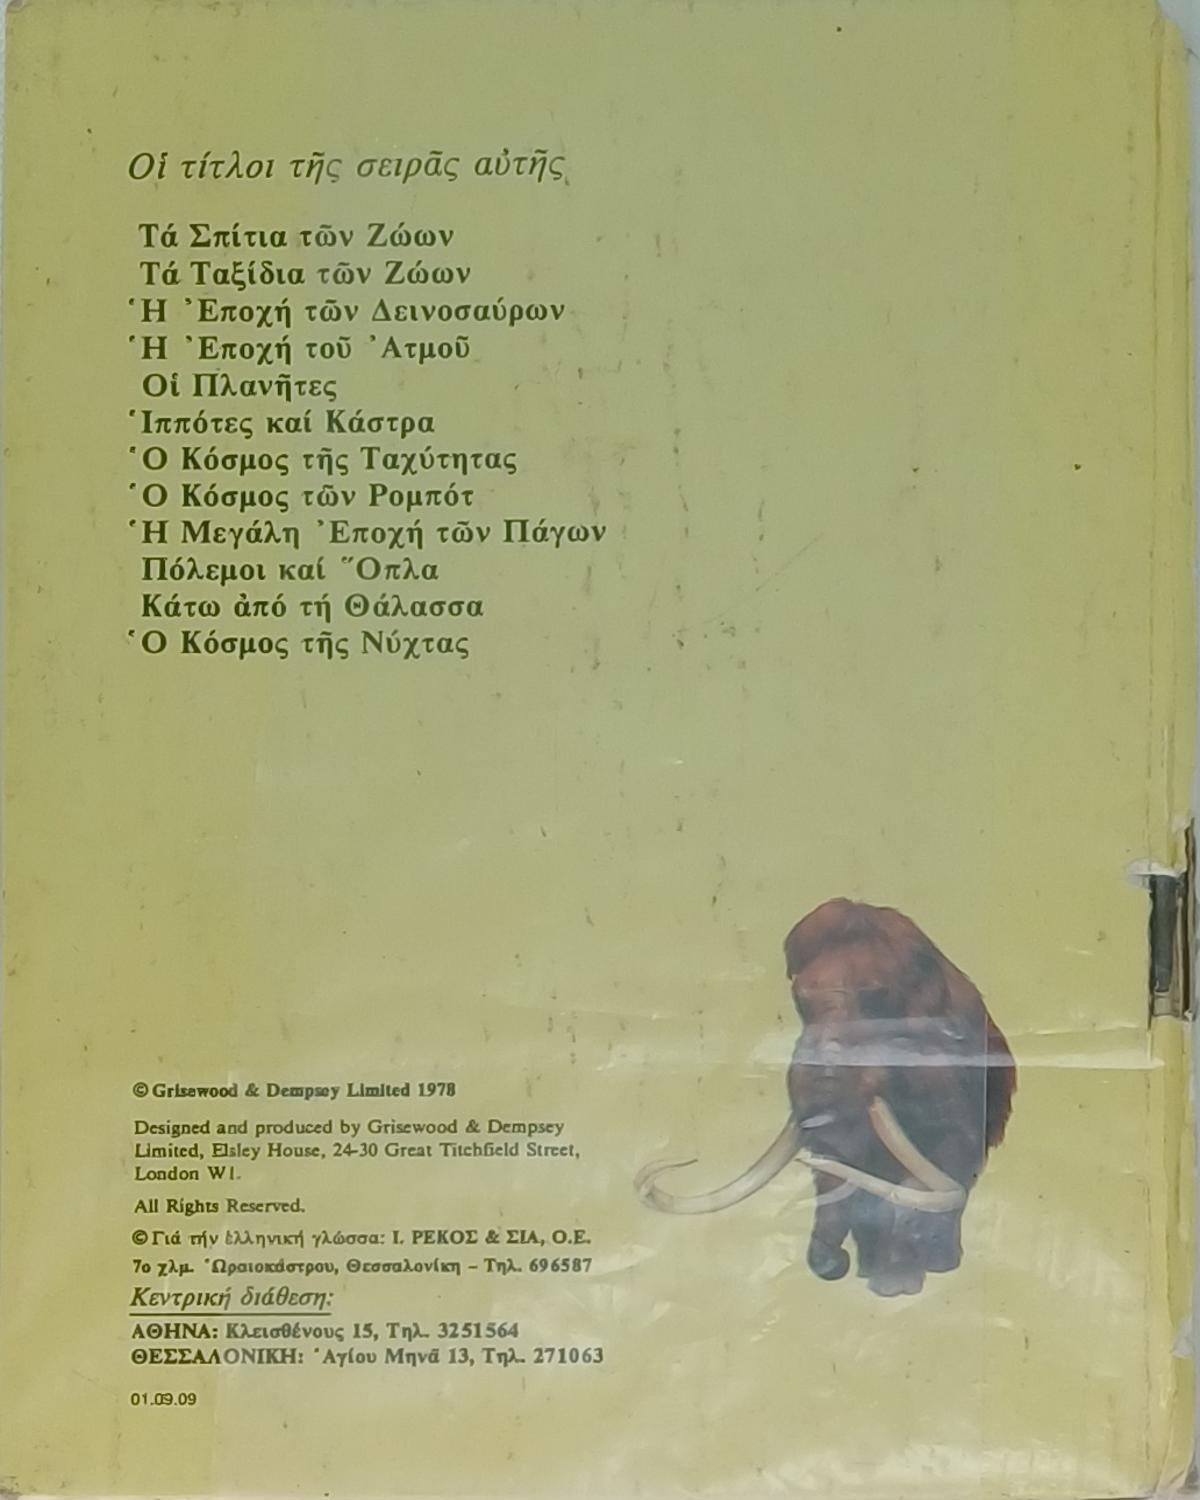 Οἱ τίτλοι τῆς σειρᾶς αὐτῆς
Τά Σπίτια τῶν Ζώων
Τά Ταξίδια τῶν Ζώων
Ἡ Ἐποχή τῶν Δεινοσαύρων
Ἡ Ἐποχή τοῦ Ἀτμοῦ
Οἱ Πλανῆτες
Ἱππότες καί Κάστρα
Ὁ Κόσμος τῆς Ταχύτητας
Ὁ Κόσμος τῶν Ρομπότ
Ἡ Μεγάλη Ἐποχή τῶν Πάγων
Πόλεμοι καί Ὅπλα
Κάτω ἀπό τή Θάλασσα
Ὁ Κόσμος τῆς Νύχτας
© Grisewood & Dempsey Limited 1978
Designed and produced by Grisewood & Dempsey
Limited, Elsley House, 24-30 Great Titchfield Street,
London W1.
All Rights Reserved.
© Γιά τήν ἑλληνική γλώσσα: Ι. ΡΕΚΟΣ & ΣΙΑ, Ο.Ε.
7ο χλμ. Ὡραιοκάστρου, Θεσσαλονίκη – Τηλ. 696587
Κεντρική διάθεση:
ΑΘΗΝΑ: Κλεισθένους 15, Τηλ. 3251564
ΘΕΣΣΑΛΟΝΙΚΗ: Ἁγίου Μηνᾶ 13, Τηλ. 271063
01.09.09